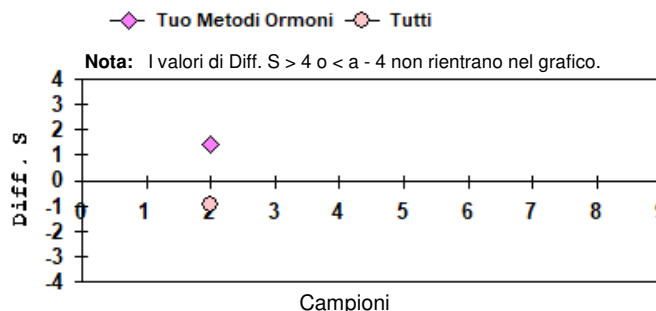 Tuo Metodi Ormoni Tutti
Nota: I valori di Diff. S > 4 o < a - 4 non rientrano nel grafico.
4
3
2
1
0
-1
-2
-3
-4
Diff. S
0 1 2 3 4 5 6 7 8 9
Campioni